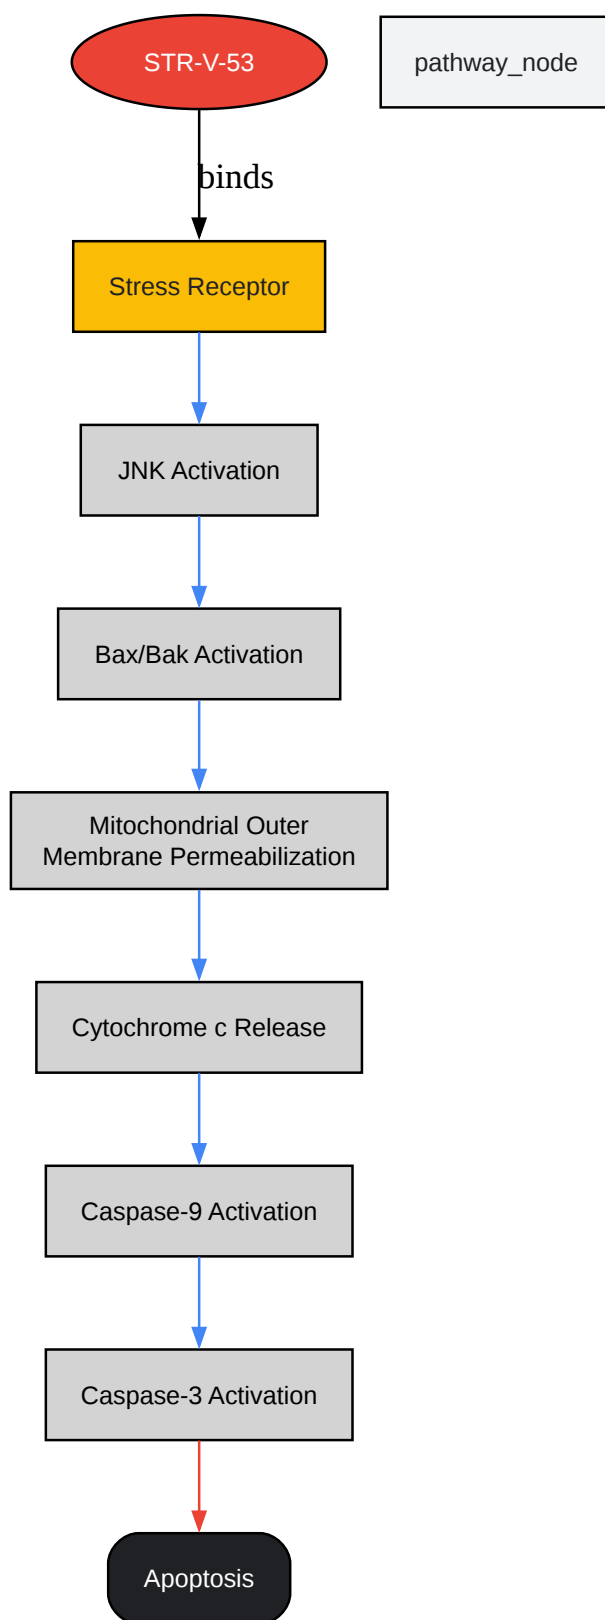 STR-V-53
pathway_node
binds
Stress Receptor
JNK Activation
Bax/Bak Activation
Mitochondrial Outer
Membrane Permeabilization
Cytochrome c Release
Caspase-9 Activation
Caspase-3 Activation
Apoptosis